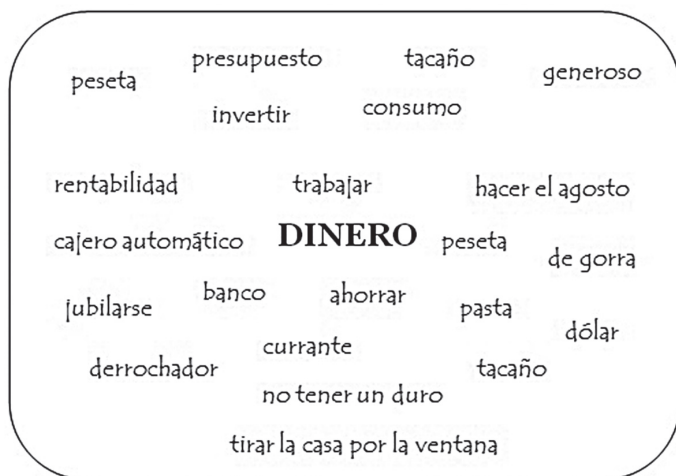 presupuesto
tacaño
generoso
peseta
invertir
consumo
rentabilidad
trabajar
hacer el agosto
cajero automático
DINERO
peseta
de gorra
jubilarse
banco
ahorrar
pasta
dólar
currante
derrochador
tacaño
no tener un duro
tirar la casa por la ventana